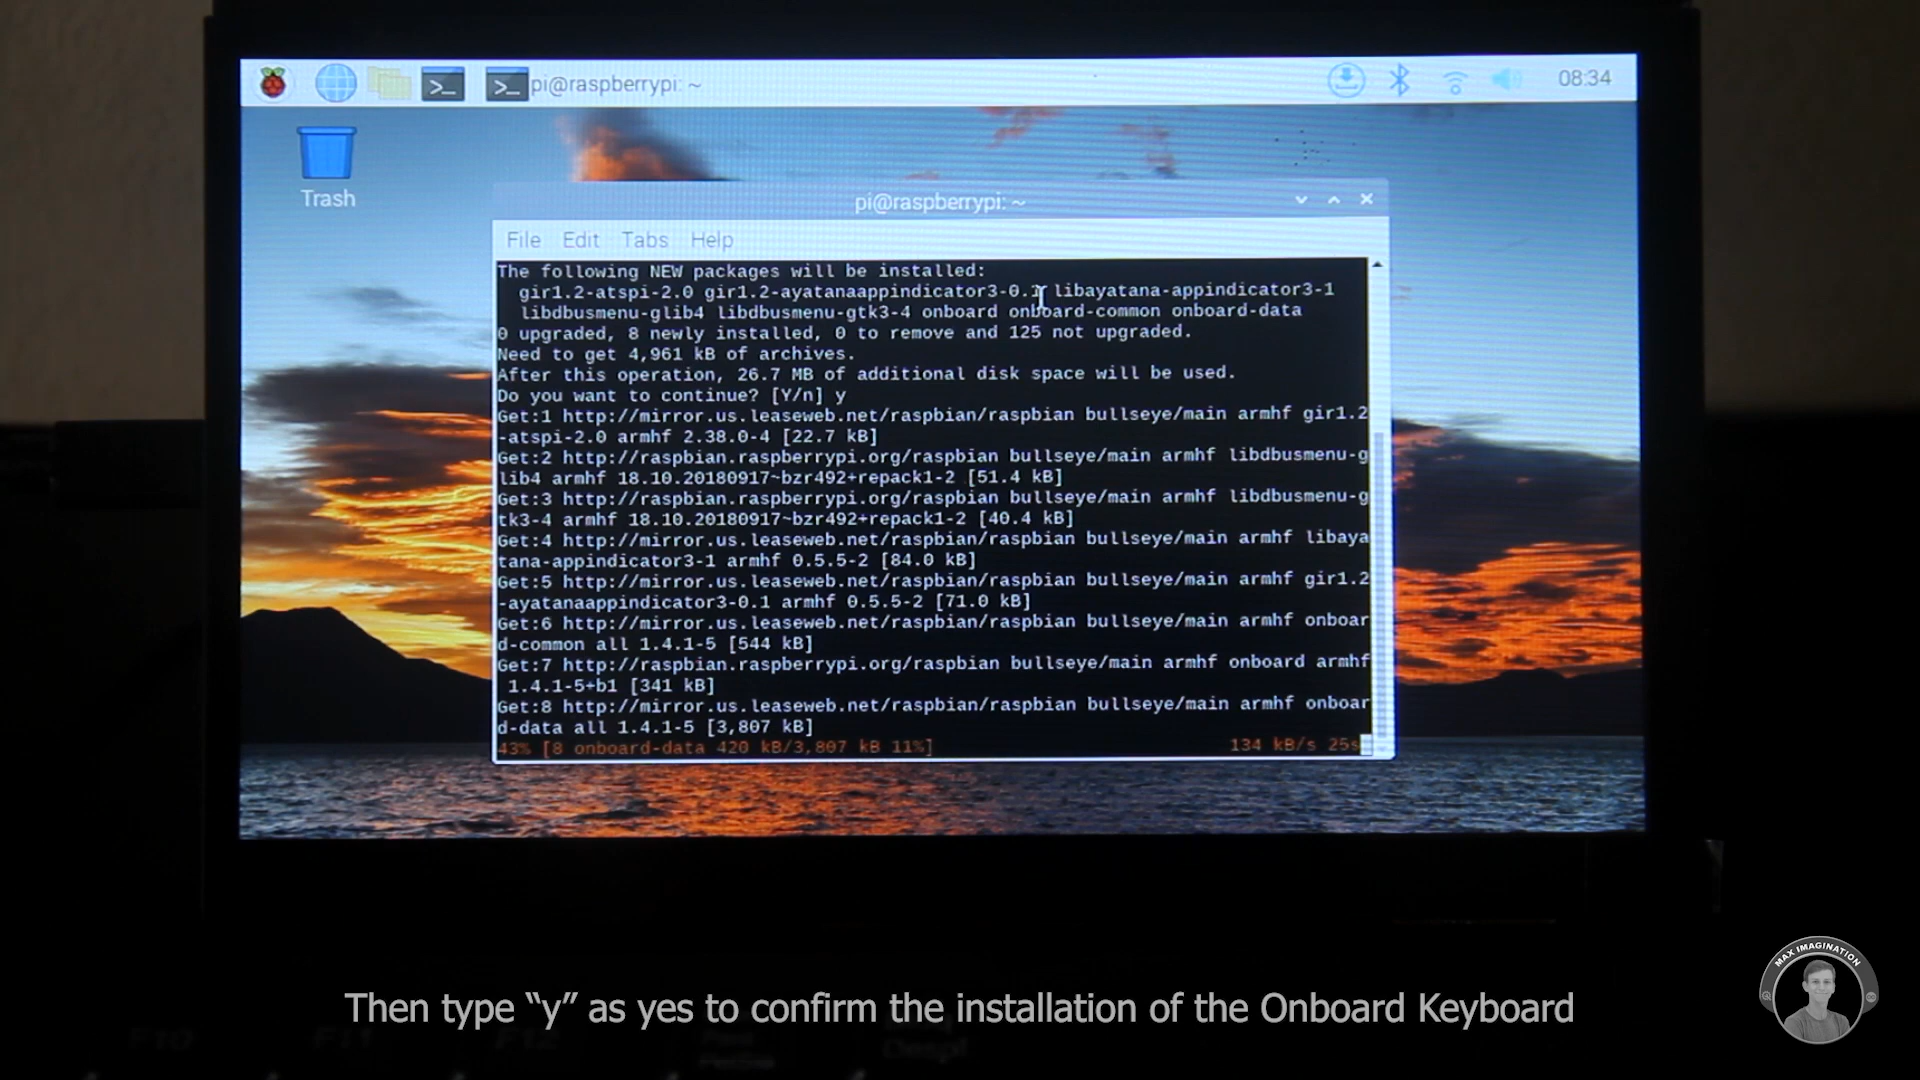 pi@raspberrypi: ~
08:34
Trash
pi@raspberrypi: ~
File Edit Tabs Help
The following NEW packages will be installed:
gir1.2-atspi-2.0 gir1.2-ayatanaappindicator3-0.1 libayatana-appindicator3-1
libdbusmenu-glib4 libdbusmenu-gtk3-4 onboard onboard-common onboard-data
0 upgraded, 8 newly installed, 0 to remove and 125 not upgraded.
Need to get 4,961 kB of archives.
After this operation, 26.7 MB of additional disk space will be used.
Do you want to continue? [Y/n] y
Get:1 http://mirror.us.leaseweb.net/raspbian/raspbian bullseye/main armhf gir1.2
-atspi-2.0 armhf 2.38.0-4 [22.7 kB]
Get:2 http://raspbian.raspberrypi.org/raspbian bullseye/main armhf libdbusmenu-g
lib4 armhf 18.10.20180917~bzr492+repack1-2 [51.4 kB]
Get:3 http://raspbian.raspberrypi.org/raspbian bullseye/main armhf libdbusmenu-g
tk3-4 armhf 18.10.20180917~bzr492+repack1-2 [40.4 kB]
Get:4 http://mirror.us.leaseweb.net/raspbian/raspbian bullseye/main armhf libaya
tana-appindicator3-1 armhf 0.5.5-2 [84.0 kB]
Get:5 http://mirror.us.leaseweb.net/raspbian/raspbian bullseye/main armhf gir1.2
-ayatanaappindicator3-0.1 armhf 0.5.5-2 [71.0 kB]
Get:6 http://mirror.us.leaseweb.net/raspbian/raspbian bullseye/main armhf onboar
d-common all 1.4.1-5 [544 kB]
Get:7 http://raspbian.raspberrypi.org/raspbian bullseye/main armhf onboard armhf
1.4.1-5+b1 [341 kB]
Get:8 http://mirror.us.leaseweb.net/raspbian/raspbian bullseye/main armhf onboar
d-data all 1.4.1-5 [3,807 kB]
43% [8 onboard-data 420 kB/3,807 kB 11%] 134 kB/s 25s
MAX IMAGINATION
Then type “y” as yes to confirm the installation of the Onboard Keyboard
F10 F11 F12